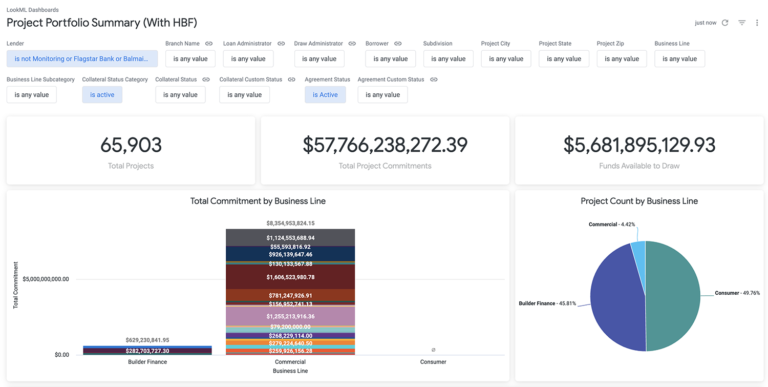 LookML Dashboards
Project Portfolio Summary (With HBF)
just now
Lender
Branch Name
Loan Administrator
Draw Administrator
Borrower
Subdivision
Project City
Project State
Project Zip
Business Line
is not Monitoring or Flagstar Bank or Balmai...
is any value
is any value
is any value
is any value
is any value
is any value
is any value
is any value
is any value
Business Line Subcategory
Collateral Status Category
Collateral Status
Collateral Custom Status
Agreement Status
Agreement Custom Status
is any value
is active
is any value
is any value
is Active
is any value
65,903
Total Projects
$57,766,238,272.39
Total Project Commitments
$5,681,895,129.93
Funds Available to Draw
Total Commitment by Business Line
$8,354,953,824.15
$1,124,553,688.94
$55,593,816.92
$926,139,647.46
$130,133,567.88
$1,606,523,980.78
$781,247,926.91
$156,952,741.13
$1,255,213,916.36
$79,200,000.00
$268,229,114.00
$279,224,640.50
$259,926,156.28
$629,230,841.95
$282,703,727.30
Ø
$5,000,000,000.00
$0.00
Total Commitment
Builder Finance
Commercial
Consumer
Business Line
Project Count by Business Line
Commercial - 4.42%
Consumer - 49.76%
Builder Finance - 45.81%